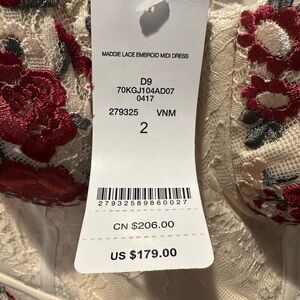 MADDIE LACE EMBROID MIDI DRESS
D9
70KGJ104AD07
0417
279325 VNM
2
27932589860027
CN $206.00
US $179.00